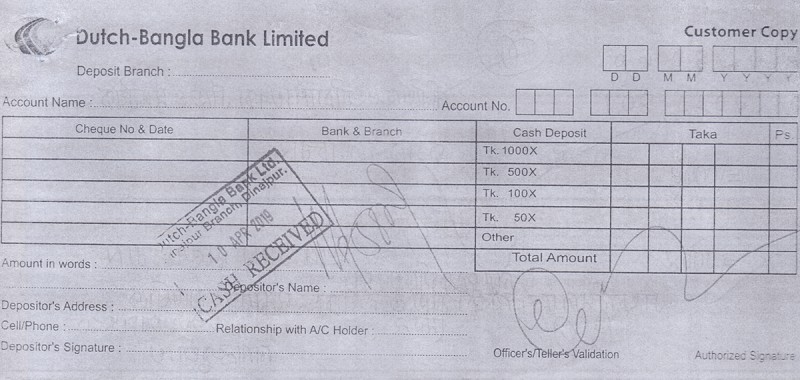 Dutch-Bangla Bank Limited
Customer Copy
Deposit Branch :
D D M M Y Y Y Y
Account Name :
Account No.
Cheque No & Date Bank & Branch Cash Deposit Taka Ps.
Tk. 1000X
Tk. 500X
Tk. 100X
Tk. 50X
Other
Total Amount
utch-Bangla Bank Ltd.
Branch, Dinajpur.
10 APR 2019
CASH RECEIVED
Amount in words :
Depositor's Name :
Depositor's Address :
Cell/Phone : Relationship with A/C Holder :
Depositor's Signature : Officer's/Teller's Validation Authorized Signature